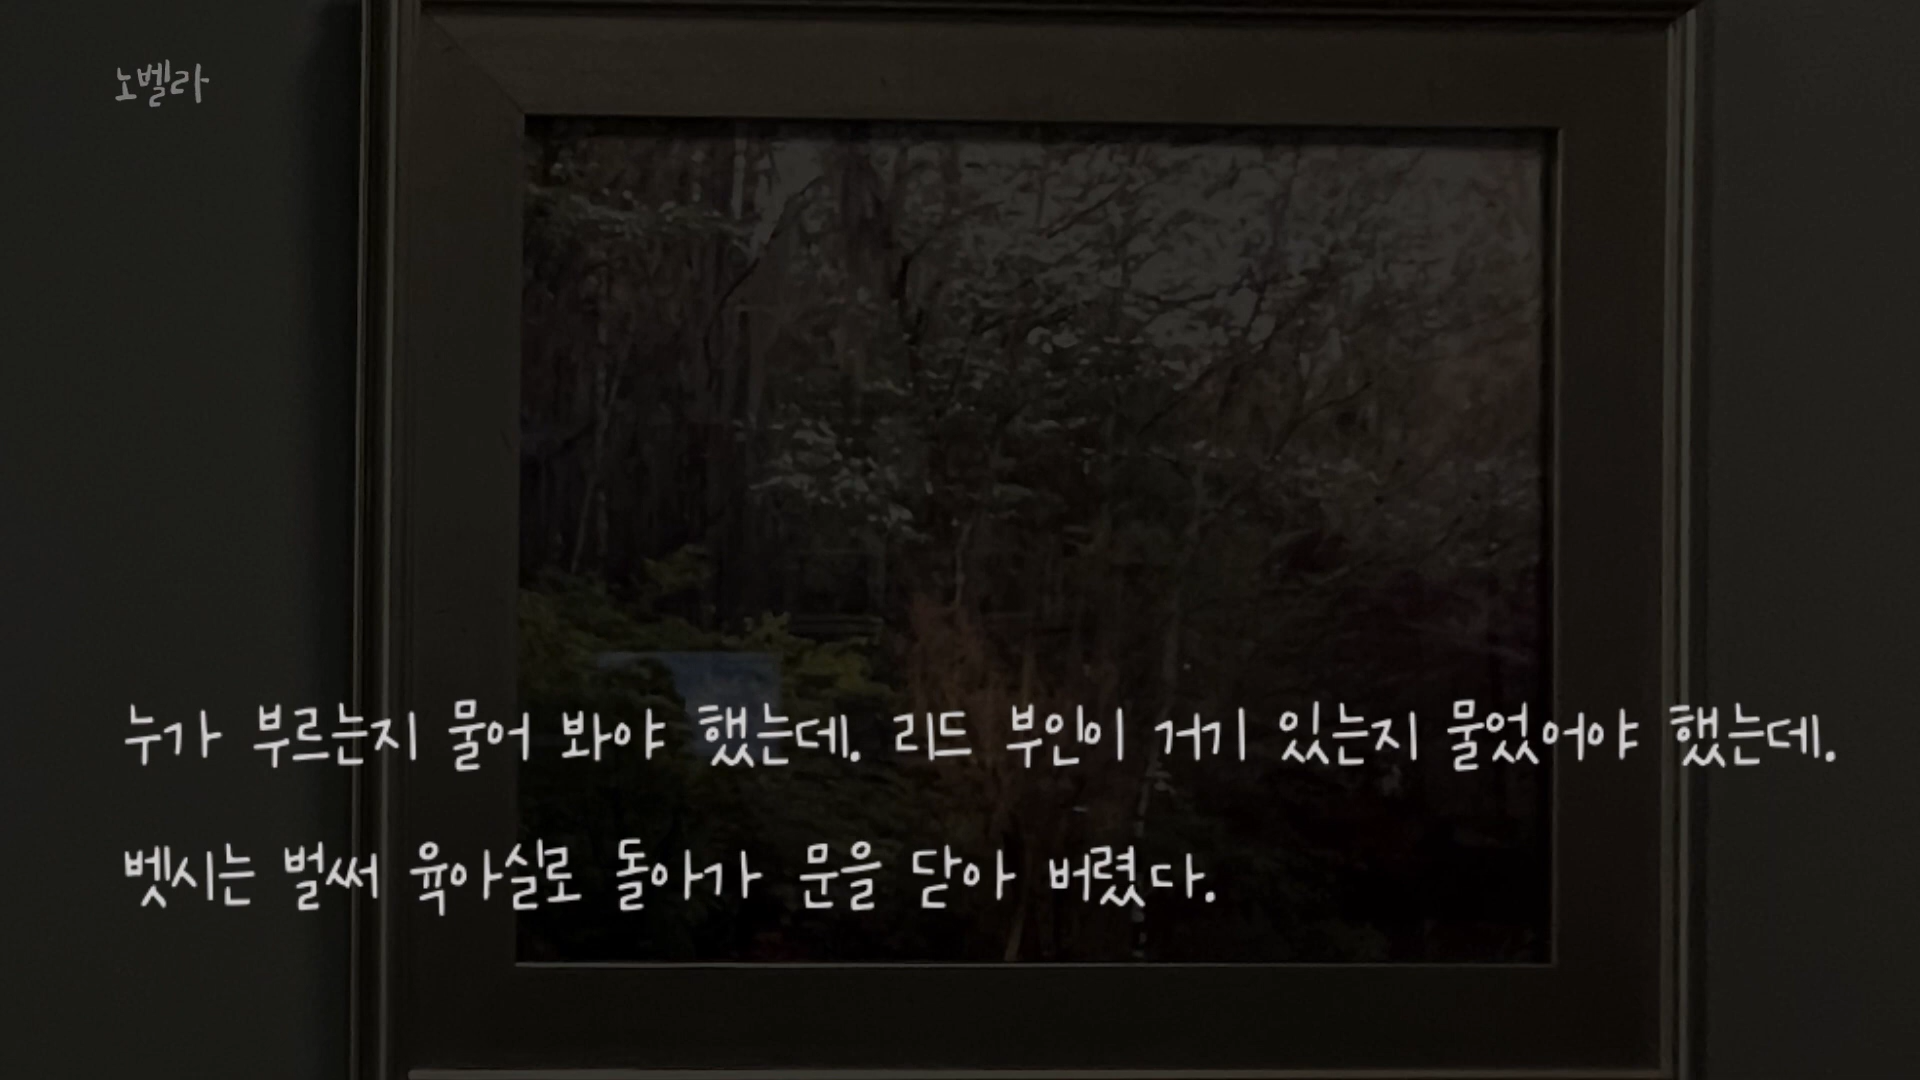 노벨라
누가 부르는지 물어 봐야 했는데. 리드 부인이 거기 있는지 물었어야 했는데.
벳시는 벌써 육아실로 돌아가 문을 닫아 버렸다.